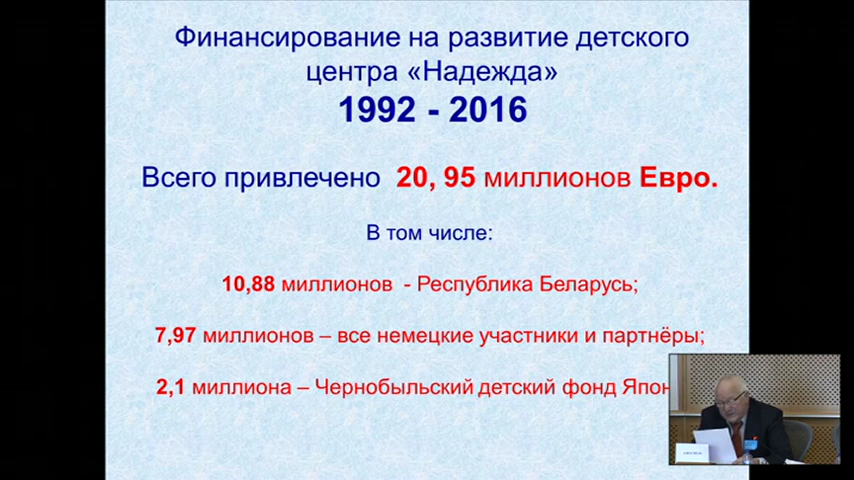 Финансирование на развитие детского
центра «Надежда»
1992 - 2016
Всего привлечено 20, 95 миллионов Евро.
В том числе:
10,88 миллионов - Республика Беларусь;
7,97 миллионов – все немецкие участники и партнёры;
2,1 миллиона – Чернобыльский детский фонд Япон